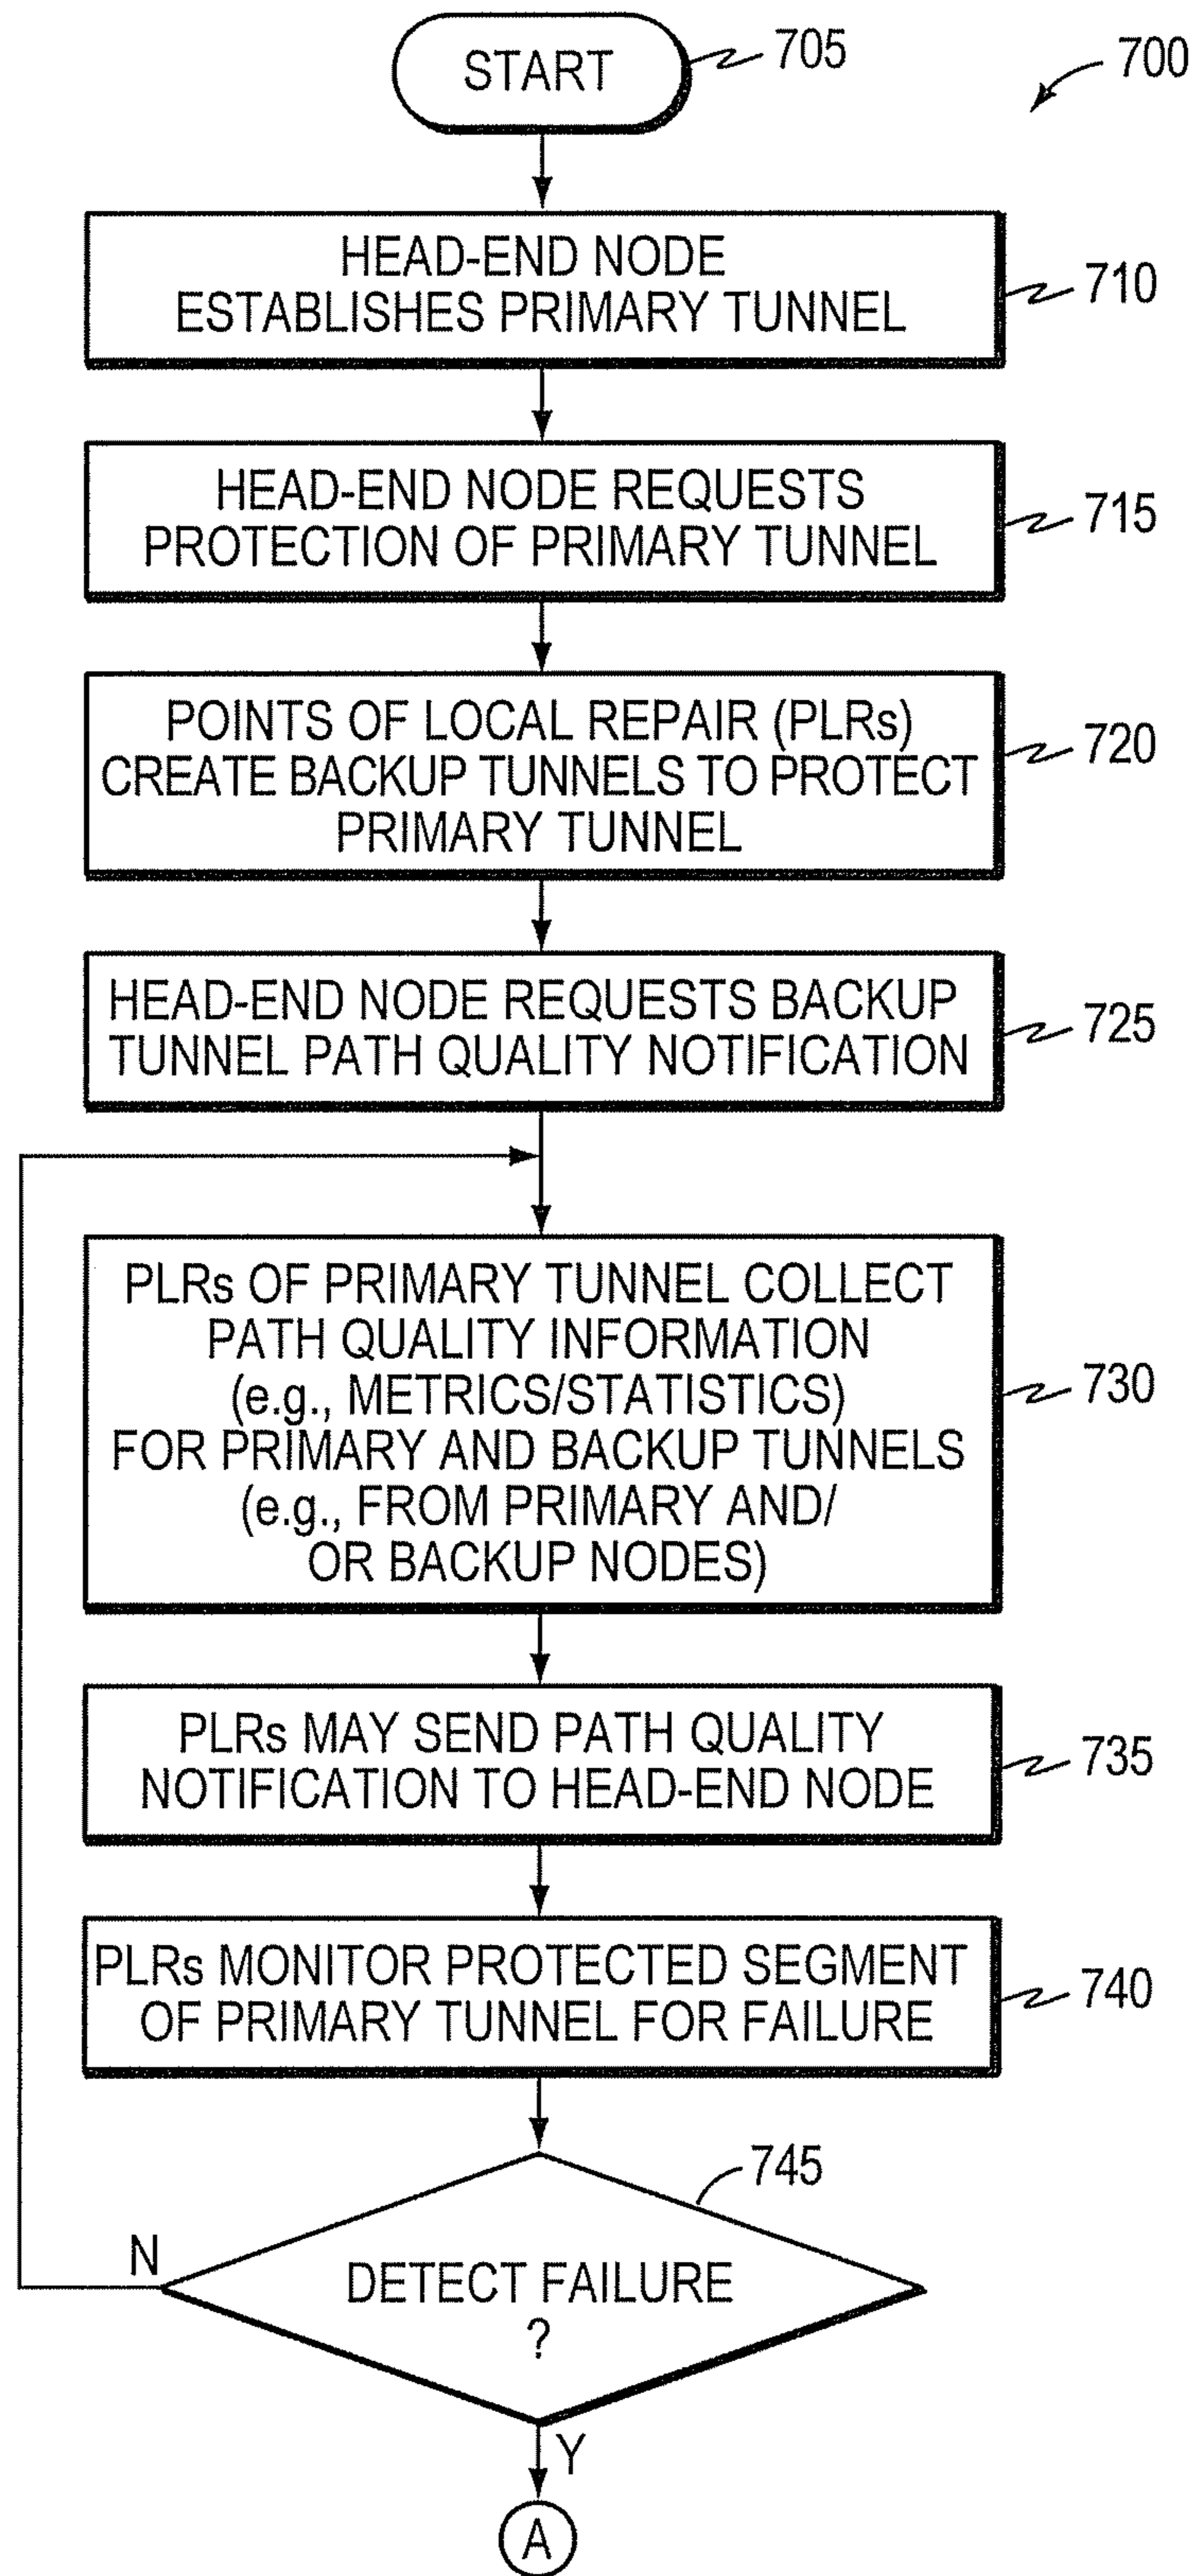 START
705
700
HEAD-END NODE
ESTABLISHES PRIMARY TUNNEL
710
HEAD-END NODE REQUESTS
PROTECTION OF PRIMARY TUNNEL
715
POINTS OF LOCAL REPAIR (PLRs)
CREATE BACKUP TUNNELS TO PROTECT
PRIMARY TUNNEL
720
HEAD-END NODE REQUESTS BACKUP
TUNNEL PATH QUALITY NOTIFICATION
725
PLRs OF PRIMARY TUNNEL COLLECT
PATH QUALITY INFORMATION
(e.g., METRICS/STATISTICS)
FOR PRIMARY AND BACKUP TUNNELS
(e.g., FROM PRIMARY AND/
OR BACKUP NODES)
730
PLRs MAY SEND PATH QUALITY
NOTIFICATION TO HEAD-END NODE
735
PLRs MONITOR PROTECTED SEGMENT
OF PRIMARY TUNNEL FOR FAILURE
740
745
N
DETECT FAILURE
?
Y
A